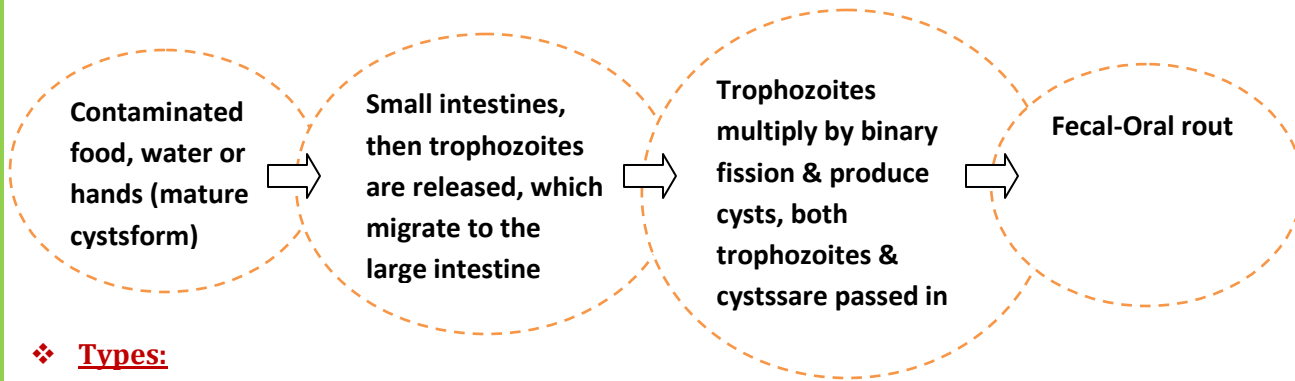 Contaminated
food, water or
hands (mature
cystsform)
Small intestines,
then trophozoites
are released, which
migrate to the
large intestine
Trophozoites
multiply by binary
fission & produce
cysts, both
trophozoites &
cystssare passed in
Fecal-Oral rout
❖ Types: